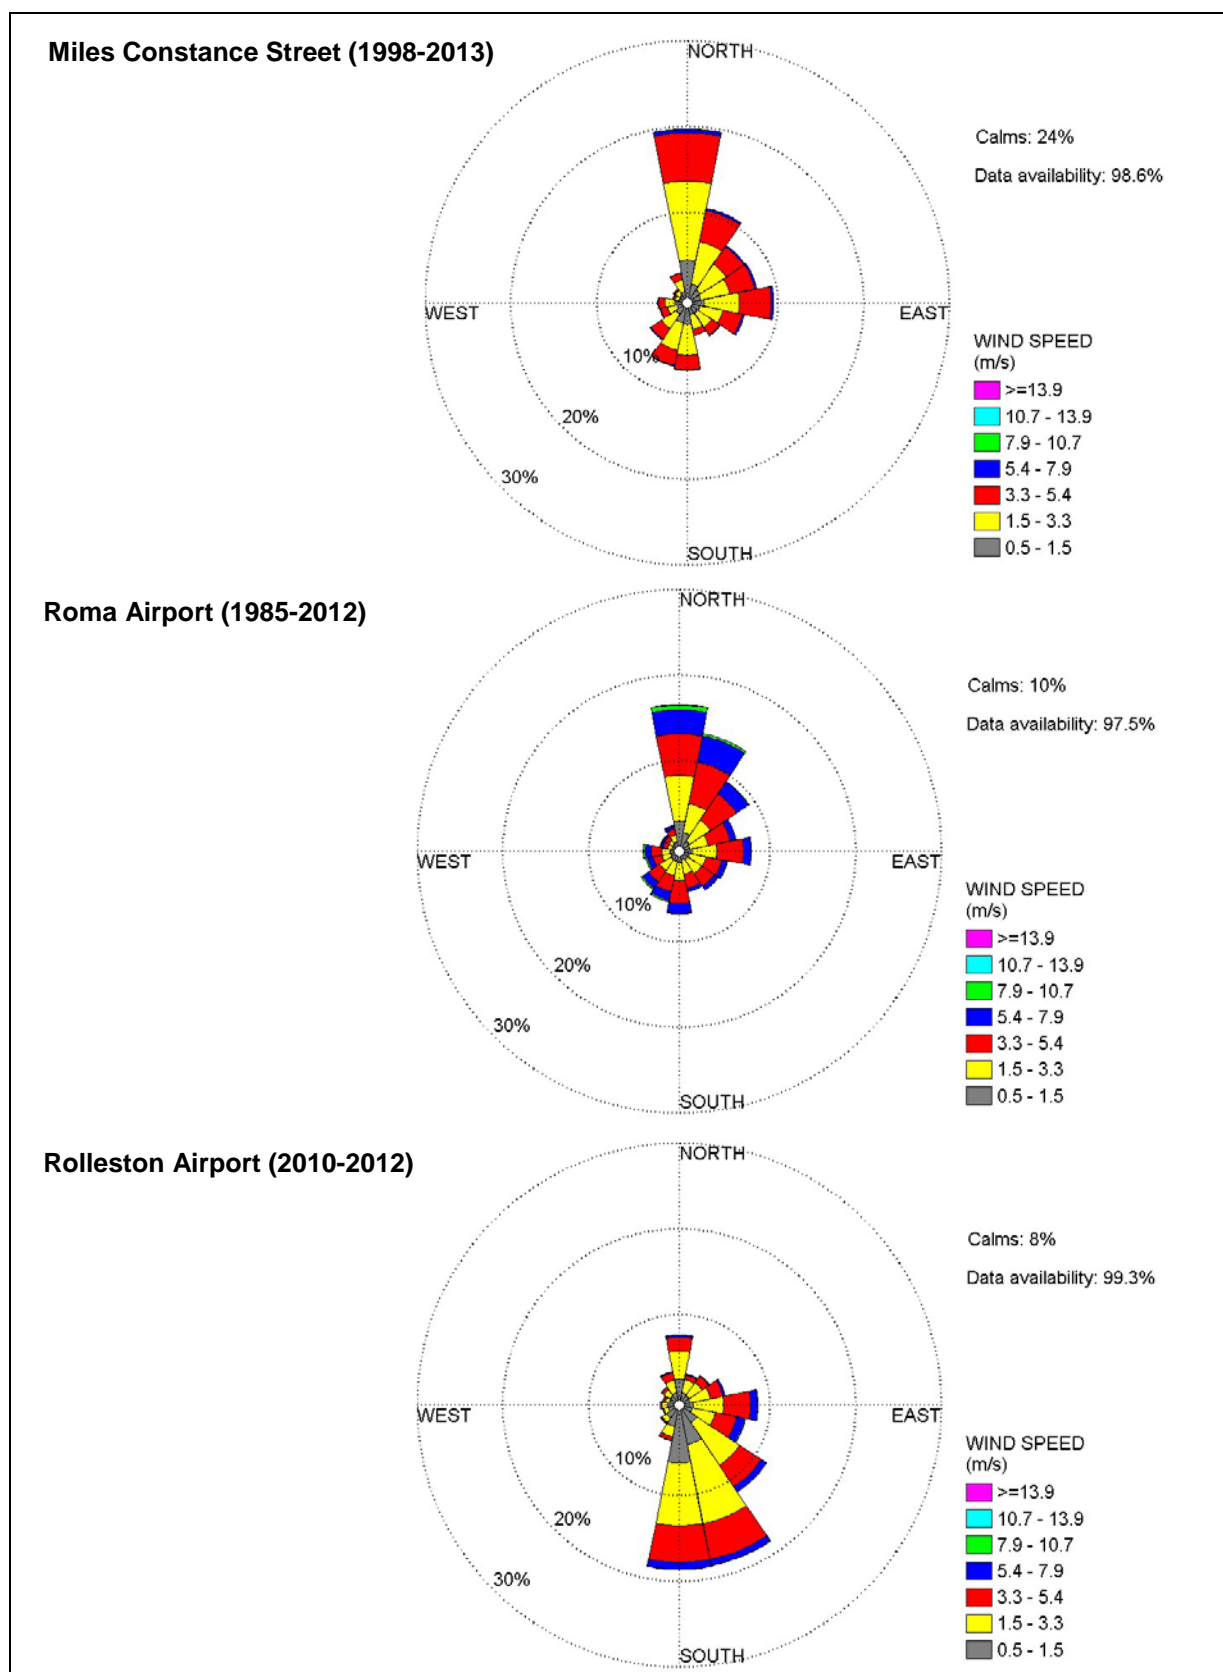 Miles Constance Street (1998-2013)
NORTH
Calms: 24%
Data availability: 98.6%
WEST
EAST
10%
20%
30%
SOUTH
WIND SPEED
(m/s)
>=13.9
10.7 - 13.9
7.9 - 10.7
5.4 - 7.9
3.3 - 5.4
1.5 - 3.3
0.5 - 1.5
Roma Airport (1985-2012)
NORTH
Calms: 10%
Data availability: 97.5%
WEST
EAST
10%
20%
30%
SOUTH
WIND SPEED
(m/s)
>=13.9
10.7 - 13.9
7.9 - 10.7
5.4 - 7.9
3.3 - 5.4
1.5 - 3.3
0.5 - 1.5
Rolleston Airport (2010-2012)
NORTH
Calms: 8%
Data availability: 99.3%
WEST
EAST
10%
20%
30%
SOUTH
WIND SPEED
(m/s)
>=13.9
10.7 - 13.9
7.9 - 10.7
5.4 - 7.9
3.3 - 5.4
1.5 - 3.3
0.5 - 1.5